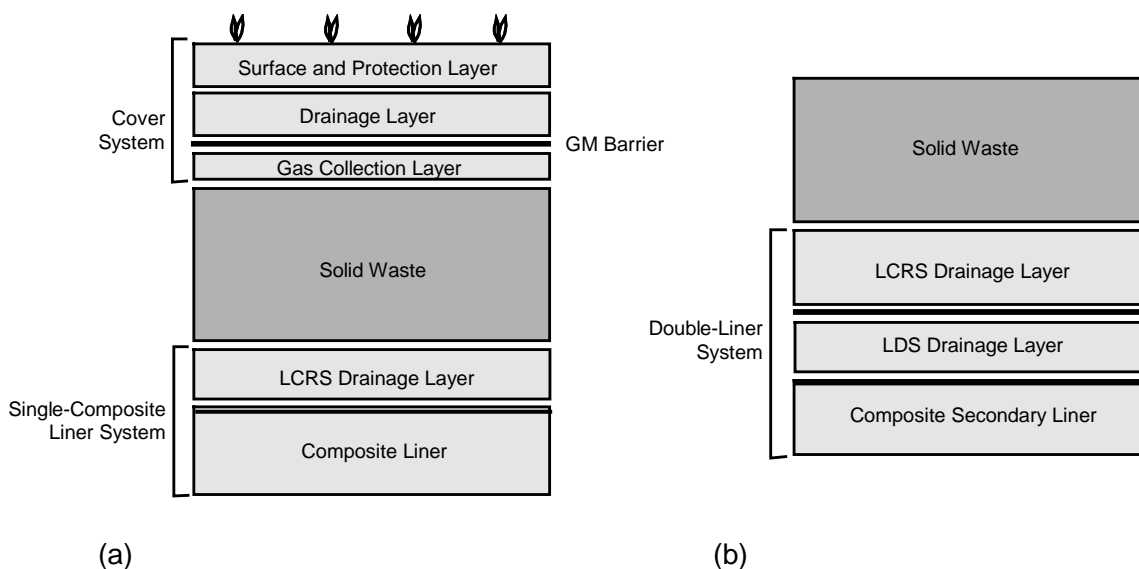 Surface and Protection Layer
Cover
System
Drainage Layer
GM Barrier
Gas Collection Layer
Solid Waste
LCRS Drainage Layer
Single-Composite
Liner System
Composite Liner
(a)
Solid Waste
LCRS Drainage Layer
Double-Liner
System
LDS Drainage Layer
Composite Secondary Liner
(b)